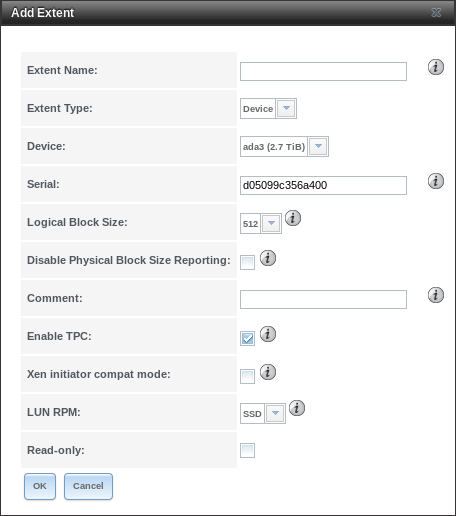 Add Extent
Extent Name:
Extent Type: Device
Device: ada3 (2.7 TiB)
Serial: d05099c356a400
Logical Block Size: 512
Disable Physical Block Size Reporting:
Comment:
Enable TPC:
Xen initiator compat mode:
LUN RPM: SSD
Read-only:
OK Cancel